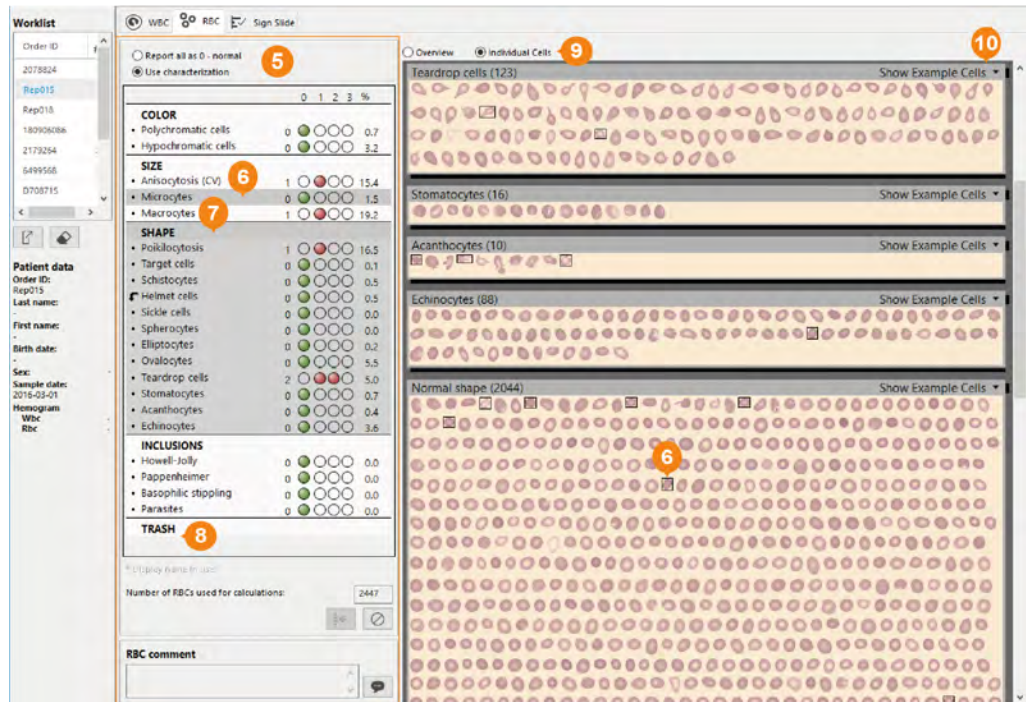 Worklist
Order ID
2078824
Rep015
Rep018
180906086
2179264
6499568
D708715
Patient data
Order ID:
Rep015
Last name:
-
First name:
-
Birth date:
-
Sex:
-
Sample date:
2016-03-01
Hemogram
Wbc -
Rbc -
WBC RBC Sign Slide
Report all as 0 - normal
Use characterization
5
0 1 2 3 %
COLOR
• Polychromatic cells 0 0.7
• Hypochromatic cells 0 3.2
SIZE
• Anisocytosis (CV) 1 15.4
6
• Microcytes 0 1.5
• Macrocytes 1 19.2
7
SHAPE
• Poikilocytosis 1 16.5
• Target cells 0 0.1
• Schistocytes 0 0.5
Helmet cells 0 0.5
• Sickle cells 0 0.0
• Spherocytes 0 0.0
• Elliptocytes 0 0.2
• Ovalocytes 0 5.5
• Teardrop cells 2 5.0
• Stomatocytes 0 0.7
• Acanthocytes 0 0.4
• Echinocytes 0 3.6
INCLUSIONS
• Howell-Jolly 0 0.0
• Pappenheimer 0 0.0
• Basophilic stippling 0 0.0
• Parasites 0 0.0
TRASH
8
Number of RBCs used for calculations: 2447
RBC comment
Overview Individual Cells
9
10
Teardrop cells (123) Show Example Cells
Stomatocytes (16) Show Example Cells
Acanthocytes (10) Show Example Cells
Echinocytes (88) Show Example Cells
Normal shape (2044) Show Example Cells
6